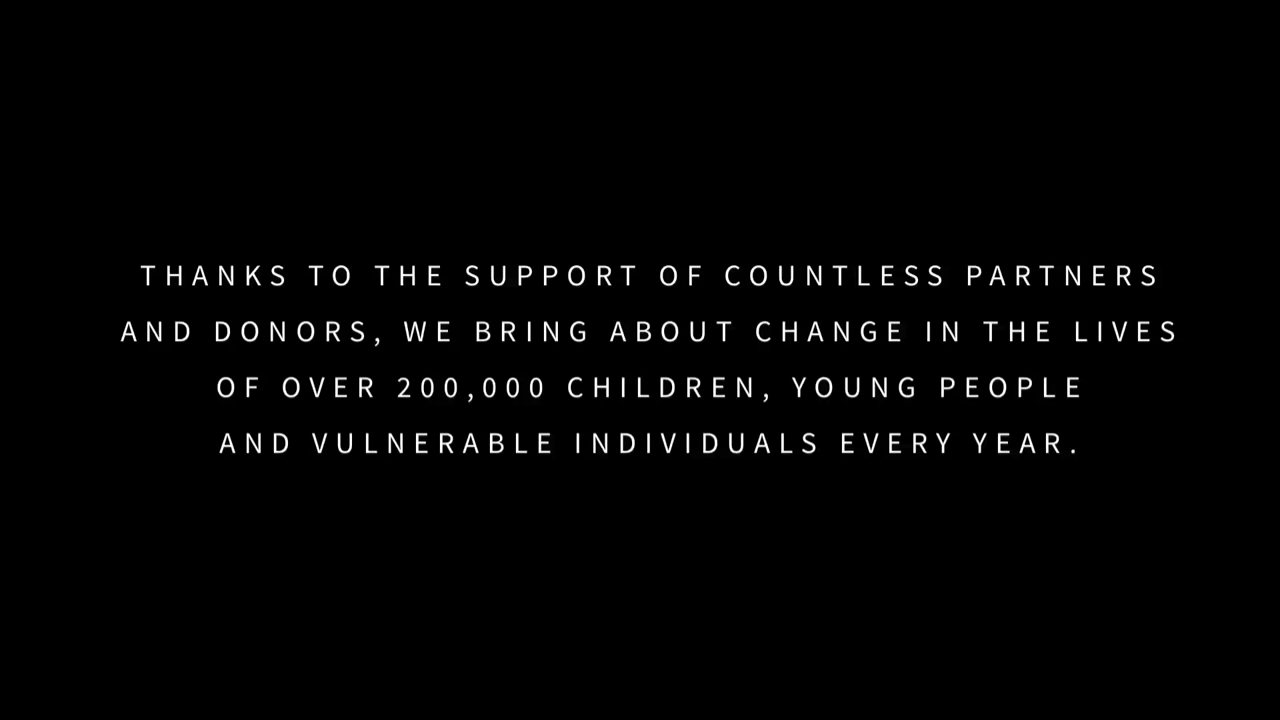 THANKS TO THE SUPPORT OF COUNTLESS PARTNERS
AND DONORS, WE BRING ABOUT CHANGE IN THE LIVES
OF OVER 200,000 CHILDREN, YOUNG PEOPLE
AND VULNERABLE INDIVIDUALS EVERY YEAR.